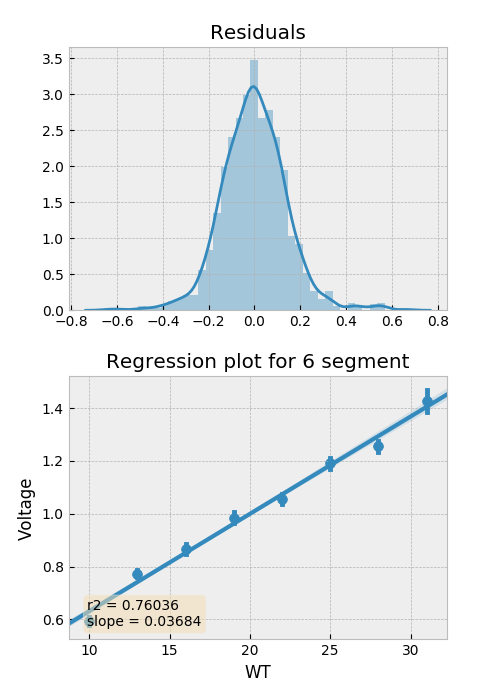 Residuals
3.5
3.0
2.5
2.0
1.5
1.0
0.5
0.0
−0.8 −0.6 −0.4 −0.2 0.0 0.2 0.4 0.6 0.8
Regression plot for 6 segment
1.4
1.2
1.0
0.8
0.6
Voltage
r2 = 0.76036
slope = 0.03684
10 15 20 25 30
WT